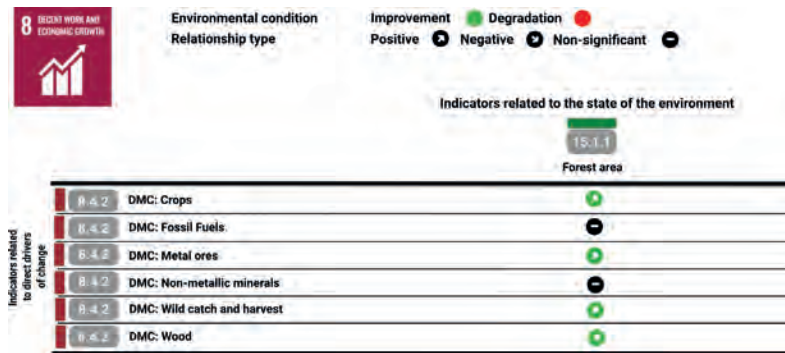 8 DECENT WORK AND
ECONOMIC GROWTH
Environmental condition Improvement Degradation
Relationship type Positive Negative Non-significant
Indicators related to the state of the environment
15.1.1
Forest area
Indicators related
to direct drivers
of change
8.4.2 DMC: Crops
8.4.2 DMC: Fossil Fuels
8.4.2 DMC: Metal ores
8.4.2 DMC: Non-metallic minerals
8.4.2 DMC: Wild catch and harvest
8.4.2 DMC: Wood